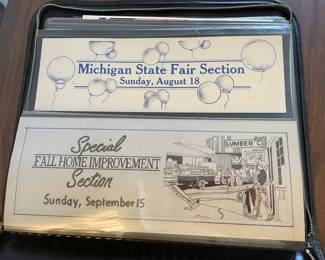 Michigan State Fair Section
Sunday, August 18
Special
FALL HOME IMPROVEMENT
Section
Sunday, September 15
LUMBER C